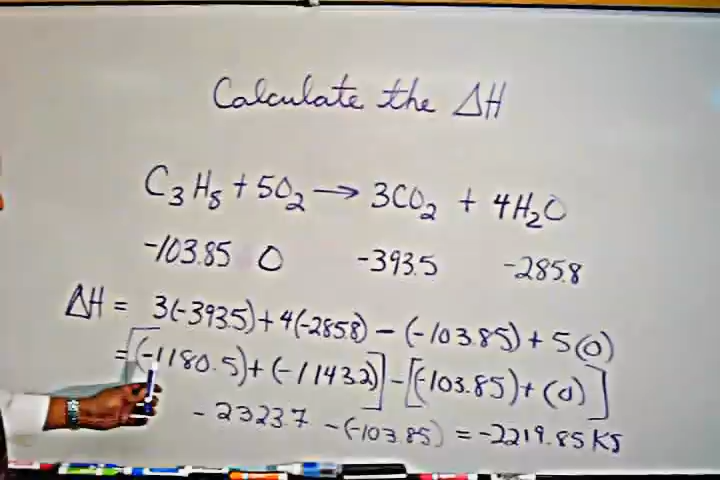 Calculate the ΔH
C₃H₈ + 5O₂ → 3CO₂ + 4H₂O
-103.85 0 -393.5 -285.8
ΔH = 3(-393.5) + 4(-285.8) - (-103.85) + 5(0)
= [(-1180.5) + (-1143.2)] - [(-103.85) + (0)]
- 2323.7 - (-103.85) = -2219.85 KJ